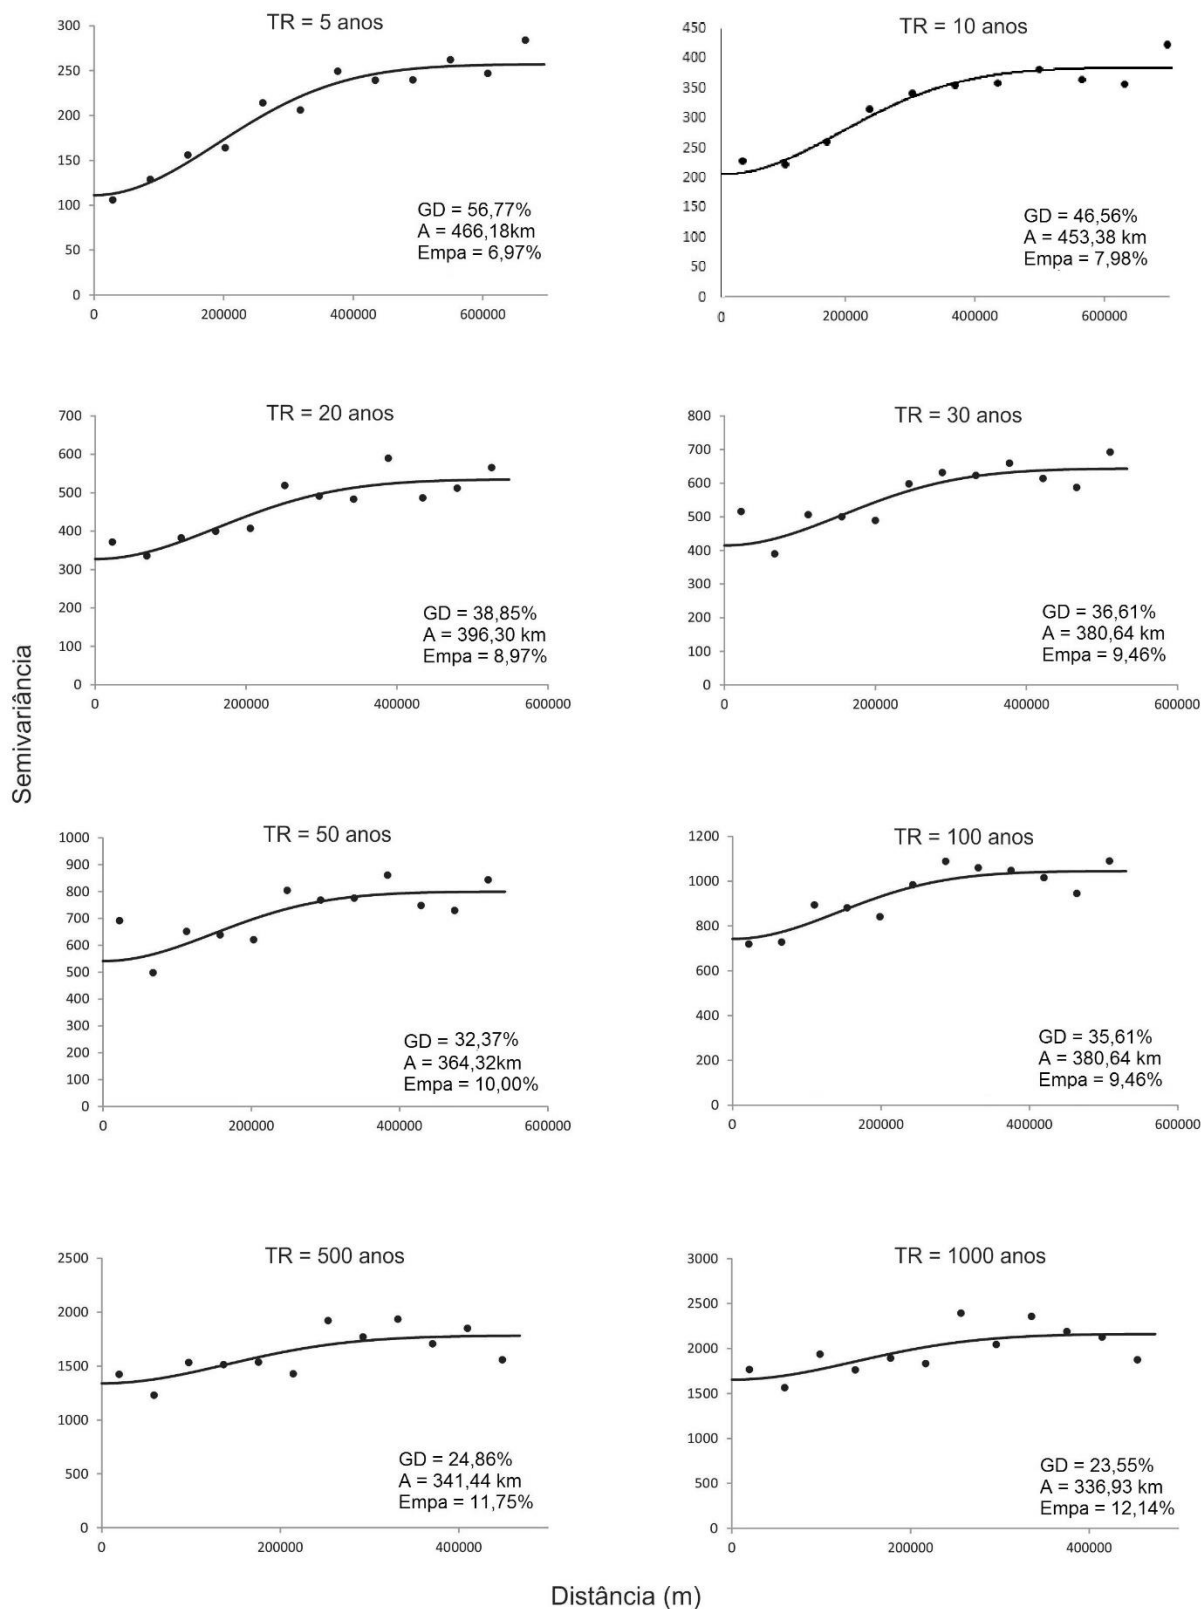 TR = 5 anos
300
250
200
150
100
50
0
0
200000
400000
600000
GD = 56,77%
A = 466,18km
Empa = 6,97%
TR = 10 anos
450
400
350
300
250
200
150
100
50
0
0
200000
400000
600000
GD = 46,56%
A = 453,38 km
Empa = 7,98%
TR = 20 anos
700
600
500
400
300
200
100
0
0
200000
400000
600000
GD = 38,85%
A = 396,30 km
Empa = 8,97%
TR = 30 anos
800
700
600
500
400
300
200
100
0
0
200000
400000
600000
GD = 36,61%
A = 380,64 km
Empa = 9,46%
Semivariância
TR = 50 anos
1000
900
800
700
600
500
400
300
200
100
0
0
200000
400000
600000
GD = 32,37%
A = 364,32km
Empa = 10,00%
TR = 100 anos
1200
1000
800
600
400
200
0
0
200000
400000
600000
GD = 35,61%
A = 380,64 km
Empa = 9,46%
TR = 500 anos
2500
2000
1500
1000
500
0
0
200000
400000
GD = 24,86%
A = 341,44 km
Empa = 11,75%
TR = 1000 anos
3000
2500
2000
1500
1000
500
0
0
200000
400000
GD = 23,55%
A = 336,93 km
Empa = 12,14%
Distância (m)